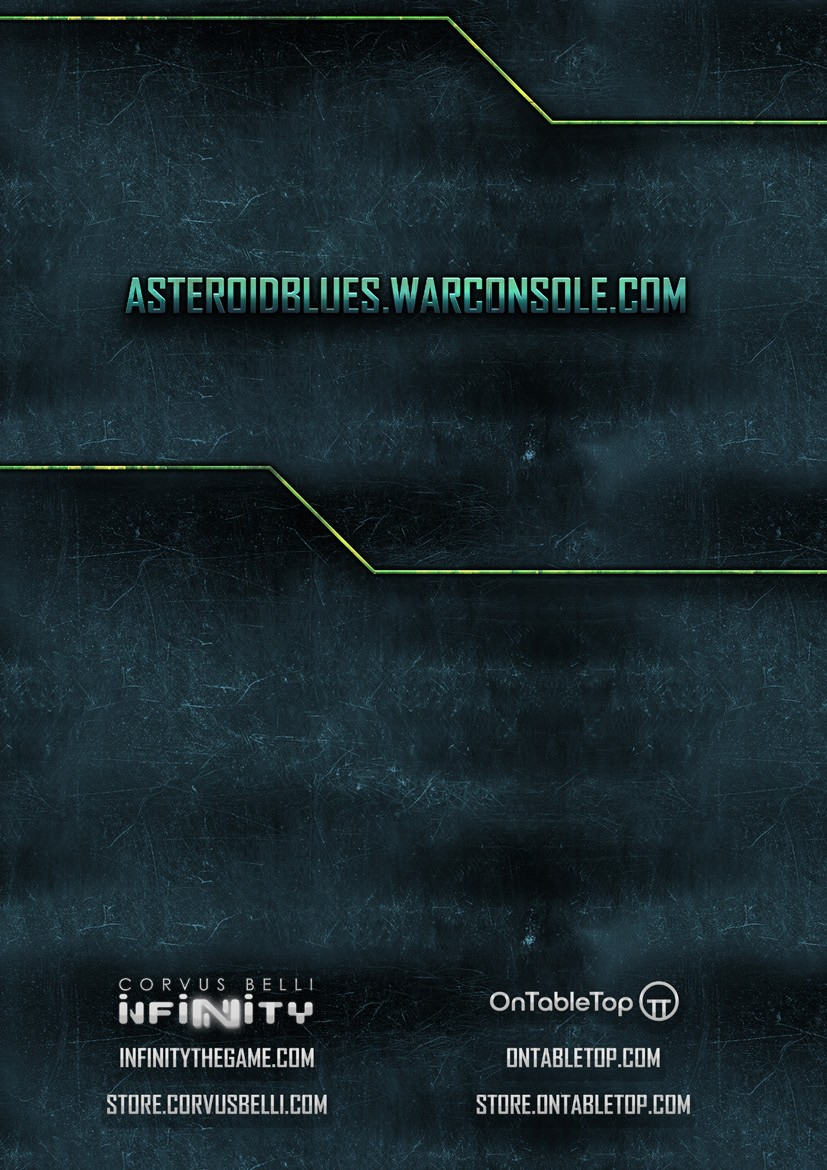 ASTEROIDBLUES.WARCONSOLE.COM
CORVUS BELLI
INFINITY
INFINITYTHEGAME.COM
STORE.CORVUSBELLI.COM
OnTableTop
ONTABLETOP.COM
STORE.ONTABLETOP.COM